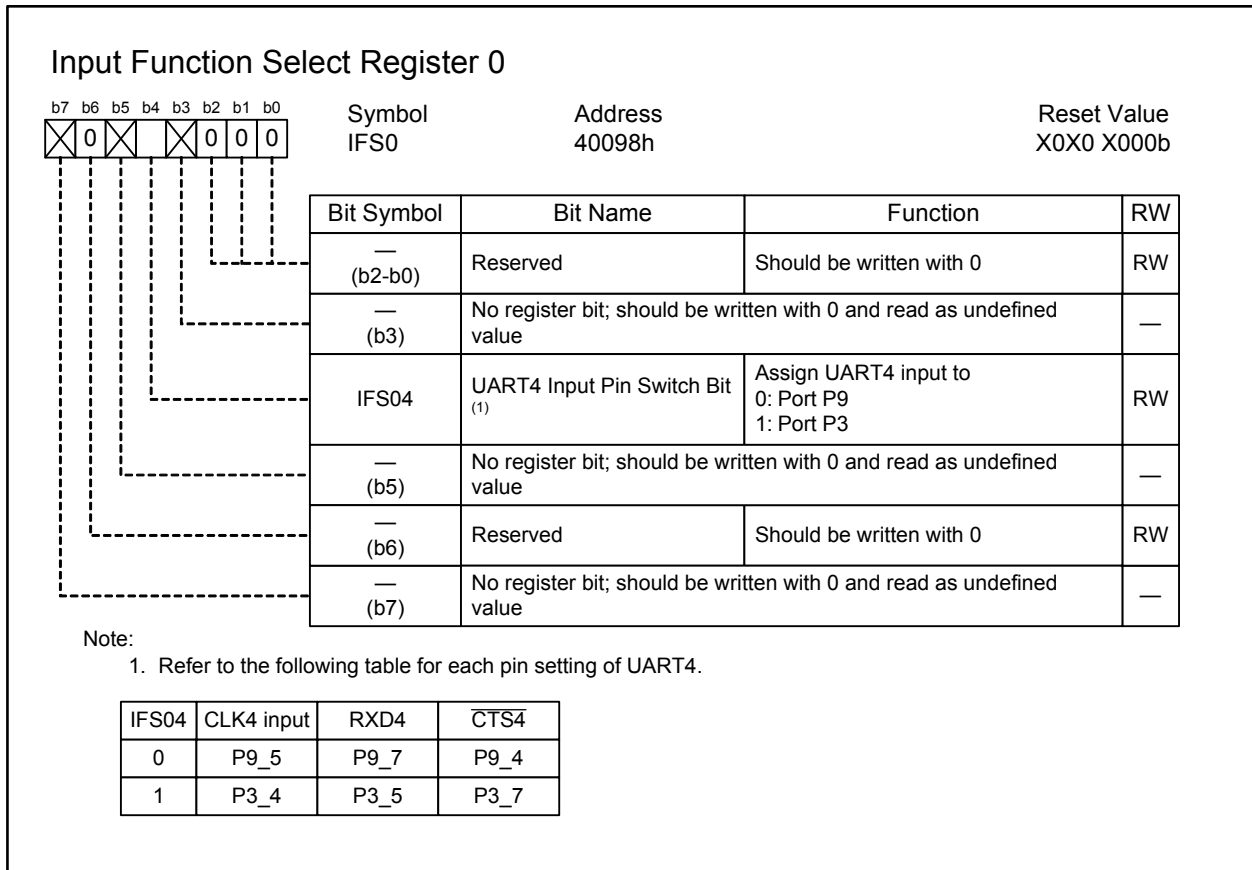 Input Function Select Register 0
b7 b6 b5 b4 b3 b2 b1 b0
0 0 0 0
Symbol Address Reset Value
IFS0 40098h X0X0 X000b
Bit Symbol Bit Name Function RW
—
(b2-b0) Reserved Should be written with 0 RW
—
(b3) No register bit; should be written with 0 and read as undefined
value —
IFS04 UART4 Input Pin Switch Bit
(1)
Assign UART4 input to
0: Port P9
1: Port P3
RW
—
(b5) No register bit; should be written with 0 and read as undefined
value —
—
(b6) Reserved Should be written with 0 RW
—
(b7) No register bit; should be written with 0 and read as undefined
value —
Note:
1. Refer to the following table for each pin setting of UART4.
IFS04 CLK4 input RXD4 C̅T̅S̅4̅
0 P9_5 P9_7 P9_4
1 P3_4 P3_5 P3_7